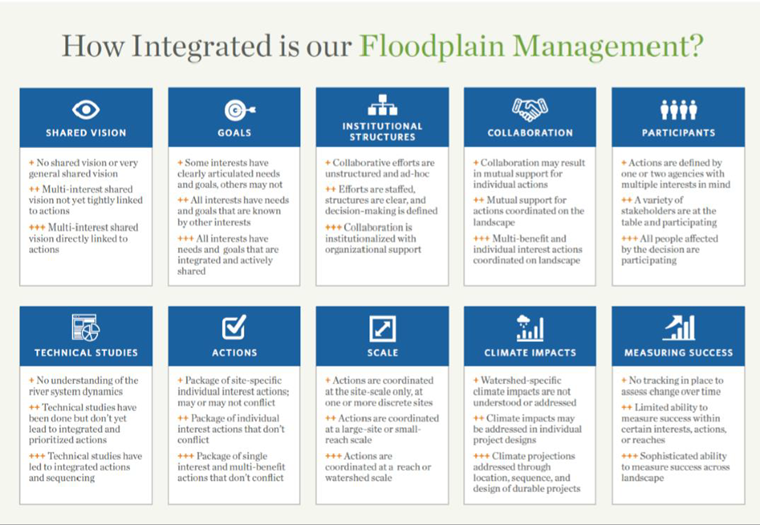 How Integrated is our Floodplain Management?
SHARED VISION
+ No shared vision or very
general shared vision
++ Multi-interest shared
vision not yet tightly linked
to actions
+++ Multi-interest shared
vision directly linked to
actions
GOALS
+ Some interests have
clearly articulated needs
and goals, others may not
++ All interests have needs
and goals that are known
by other interests
+++ All interests have
needs and goals that are
integrated and actively
shared
INSTITUTIONAL
STRUCTURES
+ Collaborative efforts are
unstructured and ad-hoc
++ Efforts are staffed,
structures are clear, and
decision-making is defined
+++ Collaboration is
institutionalized with
organizational support
COLLABORATION
+ Collaboration may result
in mutual support for
individual actions
++ Mutual support for
actions coordinated on the
landscape
+++ Multi-benefit and
individual interest actions
coordinated on landscape
PARTICIPANTS
+ Actions are defined by
one or two agencies with
multiple interests in mind
++ A variety of
stakeholders are at the
table and participating
+++ All people affected
by the decision are
participating
TECHNICAL STUDIES
+ No understanding of the
river system dynamics
++ Technical studies have
been done but don't yet
lead to integrated and
prioritized actions
+++ Technical studies have
led to integrated actions
and sequencing
ACTIONS
+ Package of site-specific
individual interest actions;
may or may not conflict
++ Package of individual
interest actions that don't
conflict
+++ Package of single
interest and multi-benefit
actions that don't conflict
SCALE
+ Actions are coordinated
at the site-scale only, at
one or more discrete sites
++ Actions are coordinated
at a large-site or small-
reach scale
+++ Actions are
coordinated at a reach or
watershed scale
CLIMATE IMPACTS
+ Watershed-specific
climate impacts are not
understood or addressed
++ Climate impacts may
be addressed in individual
project designs
+++ Climate projections
addressed through
location, sequence, and
design of durable projects
MEASURING SUCCESS
+ No tracking in place to
assess change over time
++ Limited ability to
measure success within
certain interests, actions,
or reaches
+++ Sophisticated ability
to measure success across
landscape